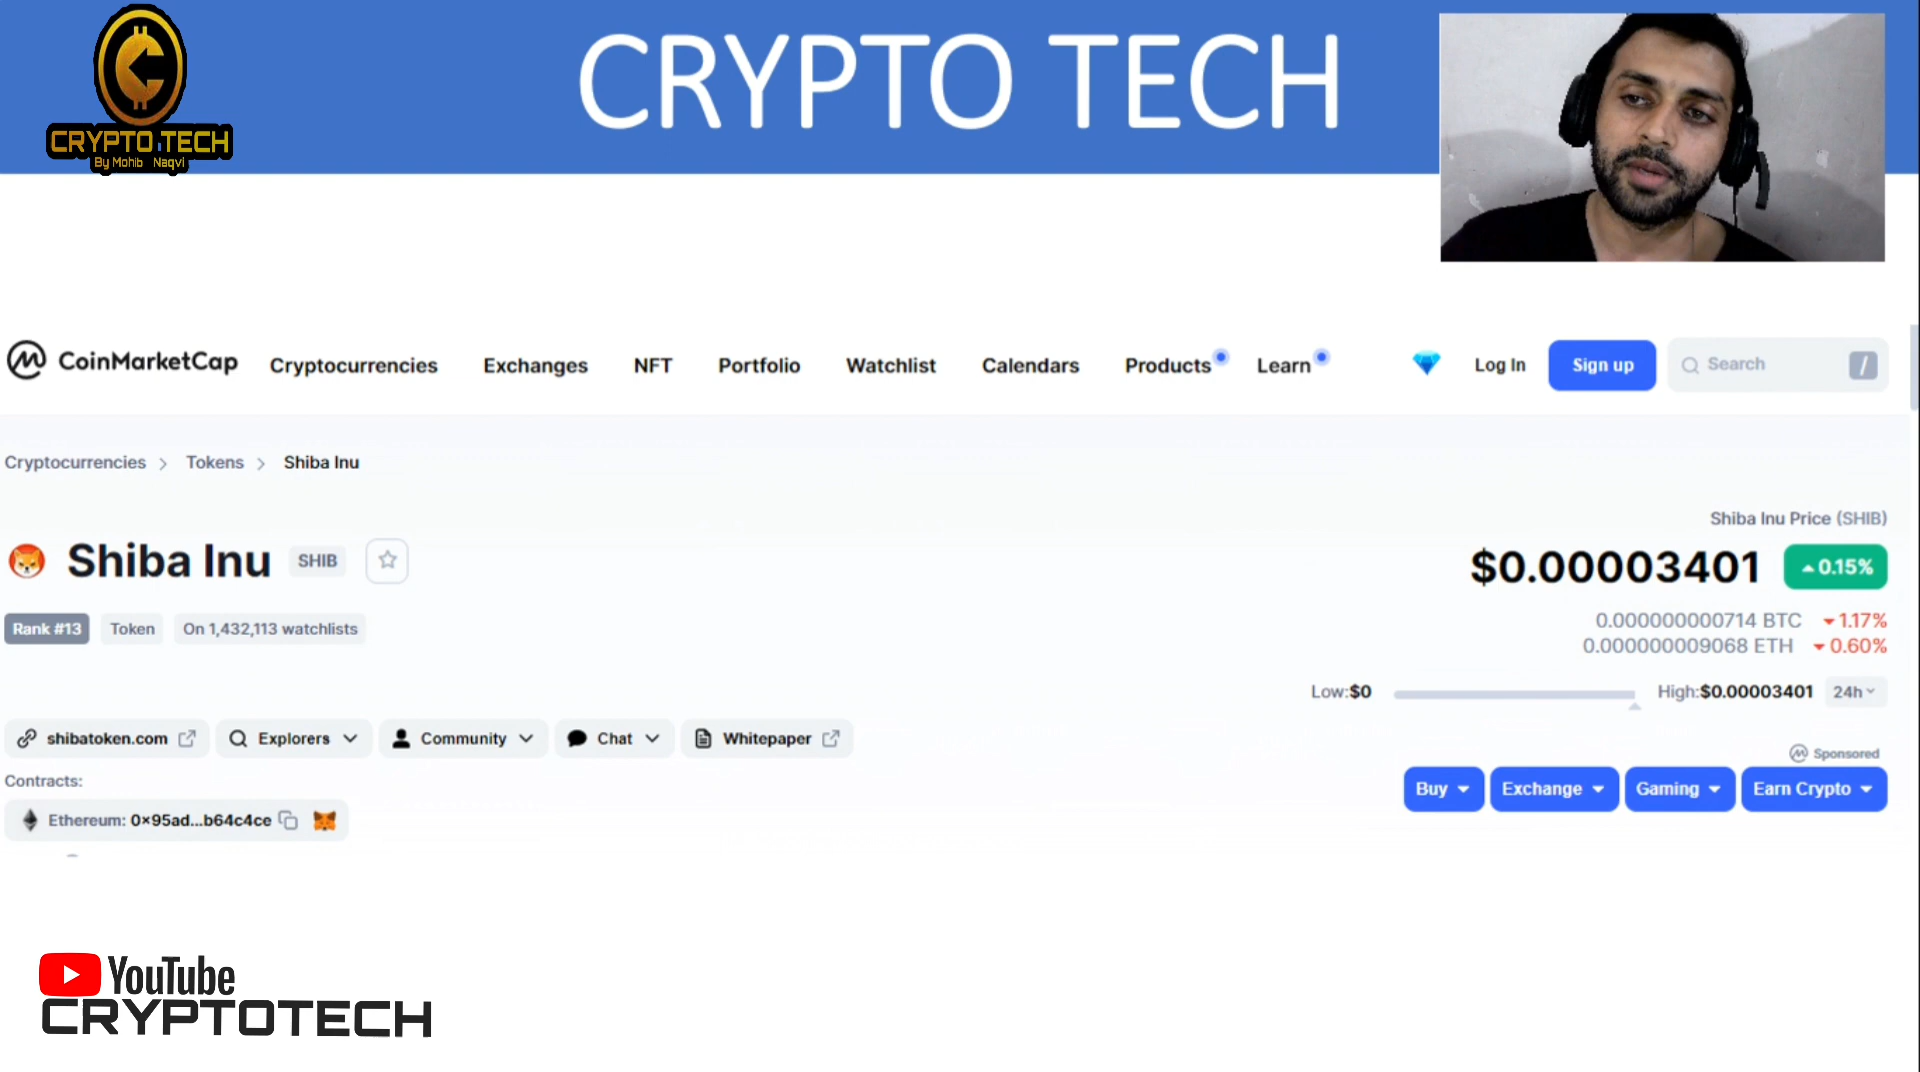 CRYPTO TECH
CRYPTO.TECH
By Mohib Naqvi
CoinMarketCap Cryptocurrencies Exchanges NFT Portfolio Watchlist Calendars Products Learn Log In Sign up Search /
Cryptocurrencies > Tokens > Shiba Inu
Shiba Inu Price (SHIB)
Shiba Inu SHIB $0.00003401 0.15%
Rank #13 Token On 1,432,113 watchlists
0.000000000714 BTC 1.17%
0.000000009068 ETH 0.60%
Low:$0 High:$0.00003401 24h
shibatoken.com Explorers Community Chat Whitepaper
Sponsored
Contracts:
Buy Exchange Gaming Earn Crypto
Ethereum: 0x95ad...b64c4ce
YouTube
CRYPTOTECH